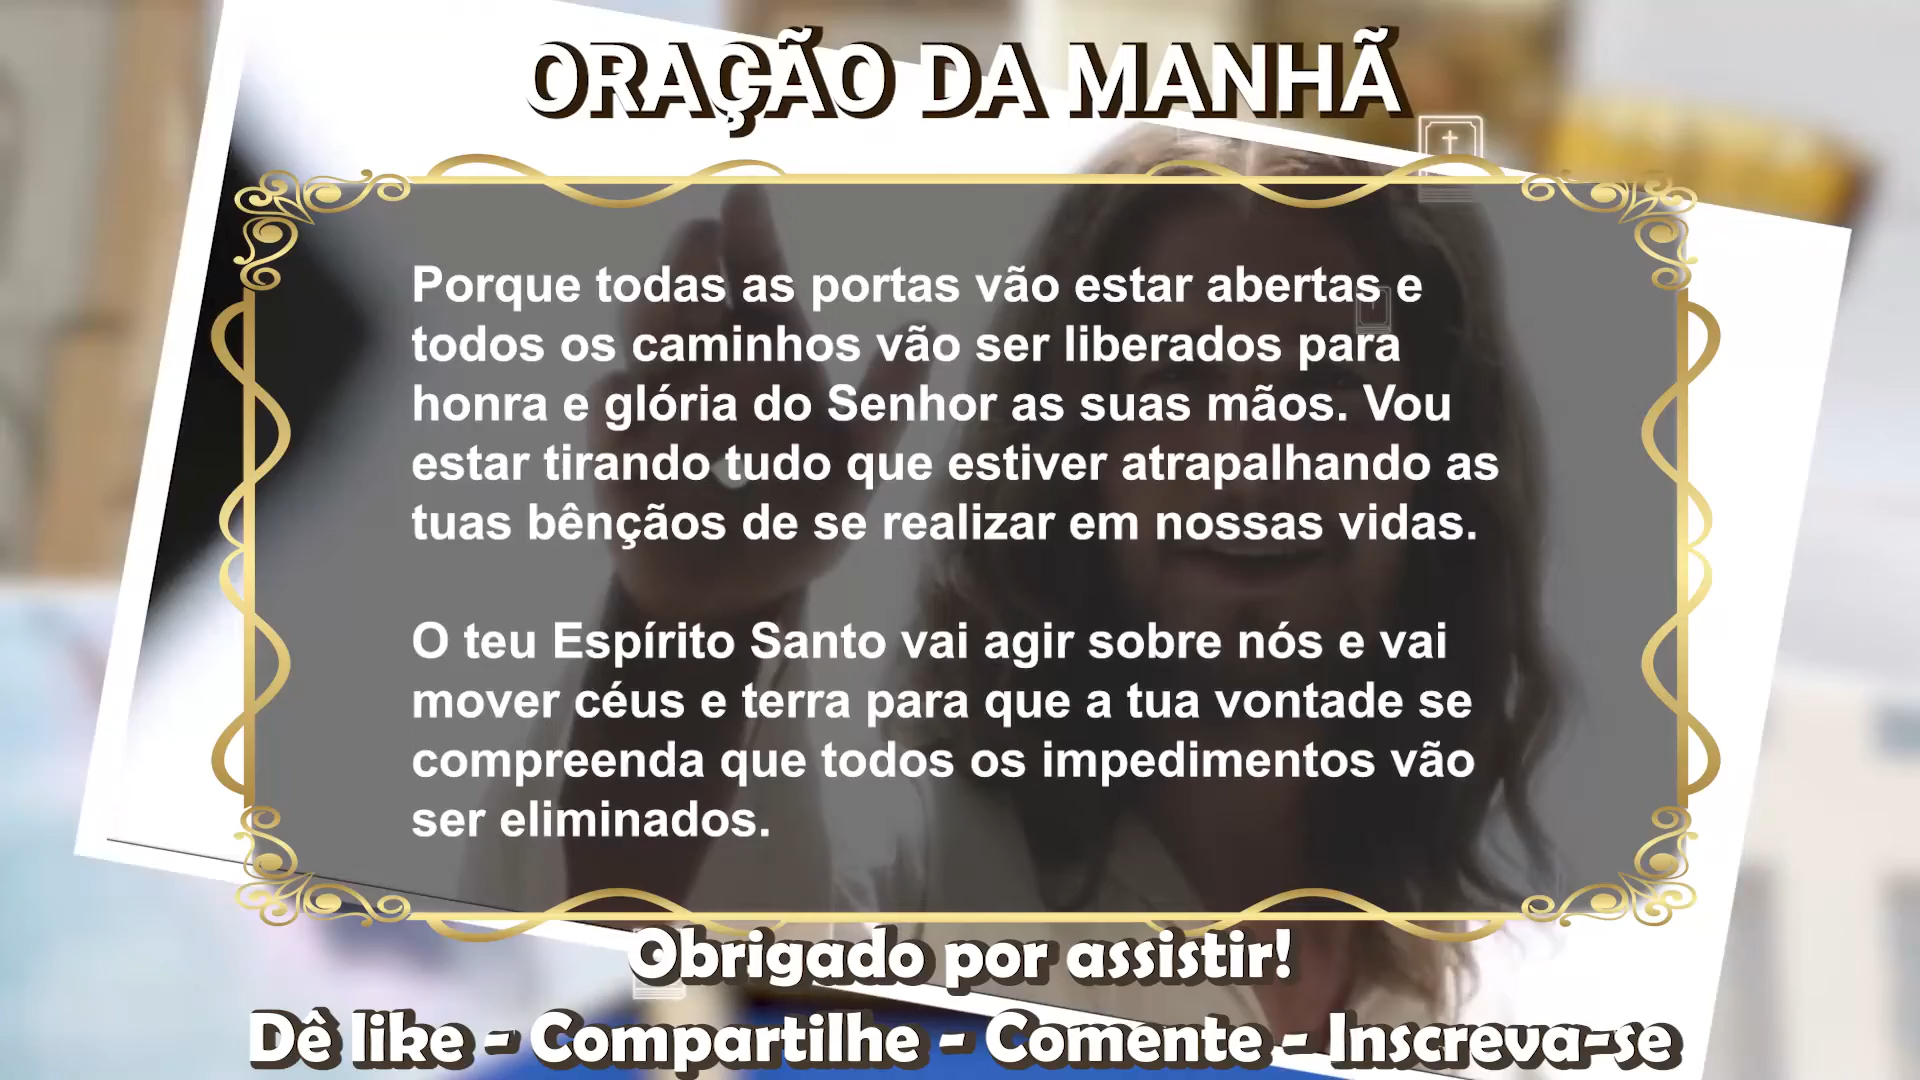 ORAÇÃO DA MANHÃ
Porque todas as portas vão estar abertas e
todos os caminhos vão ser liberados para
honra e glória do Senhor as suas mãos. Vou
estar tirando tudo que estiver atrapalhando as
tuas bênçãos de se realizar em nossas vidas.
O teu Espírito Santo vai agir sobre nós e vai
mover céus e terra para que a tua vontade se
compreenda que todos os impedimentos vão
ser eliminados.
Obrigado por assistir!
Dê like - Compartilhe - Comente - Inscreva-se